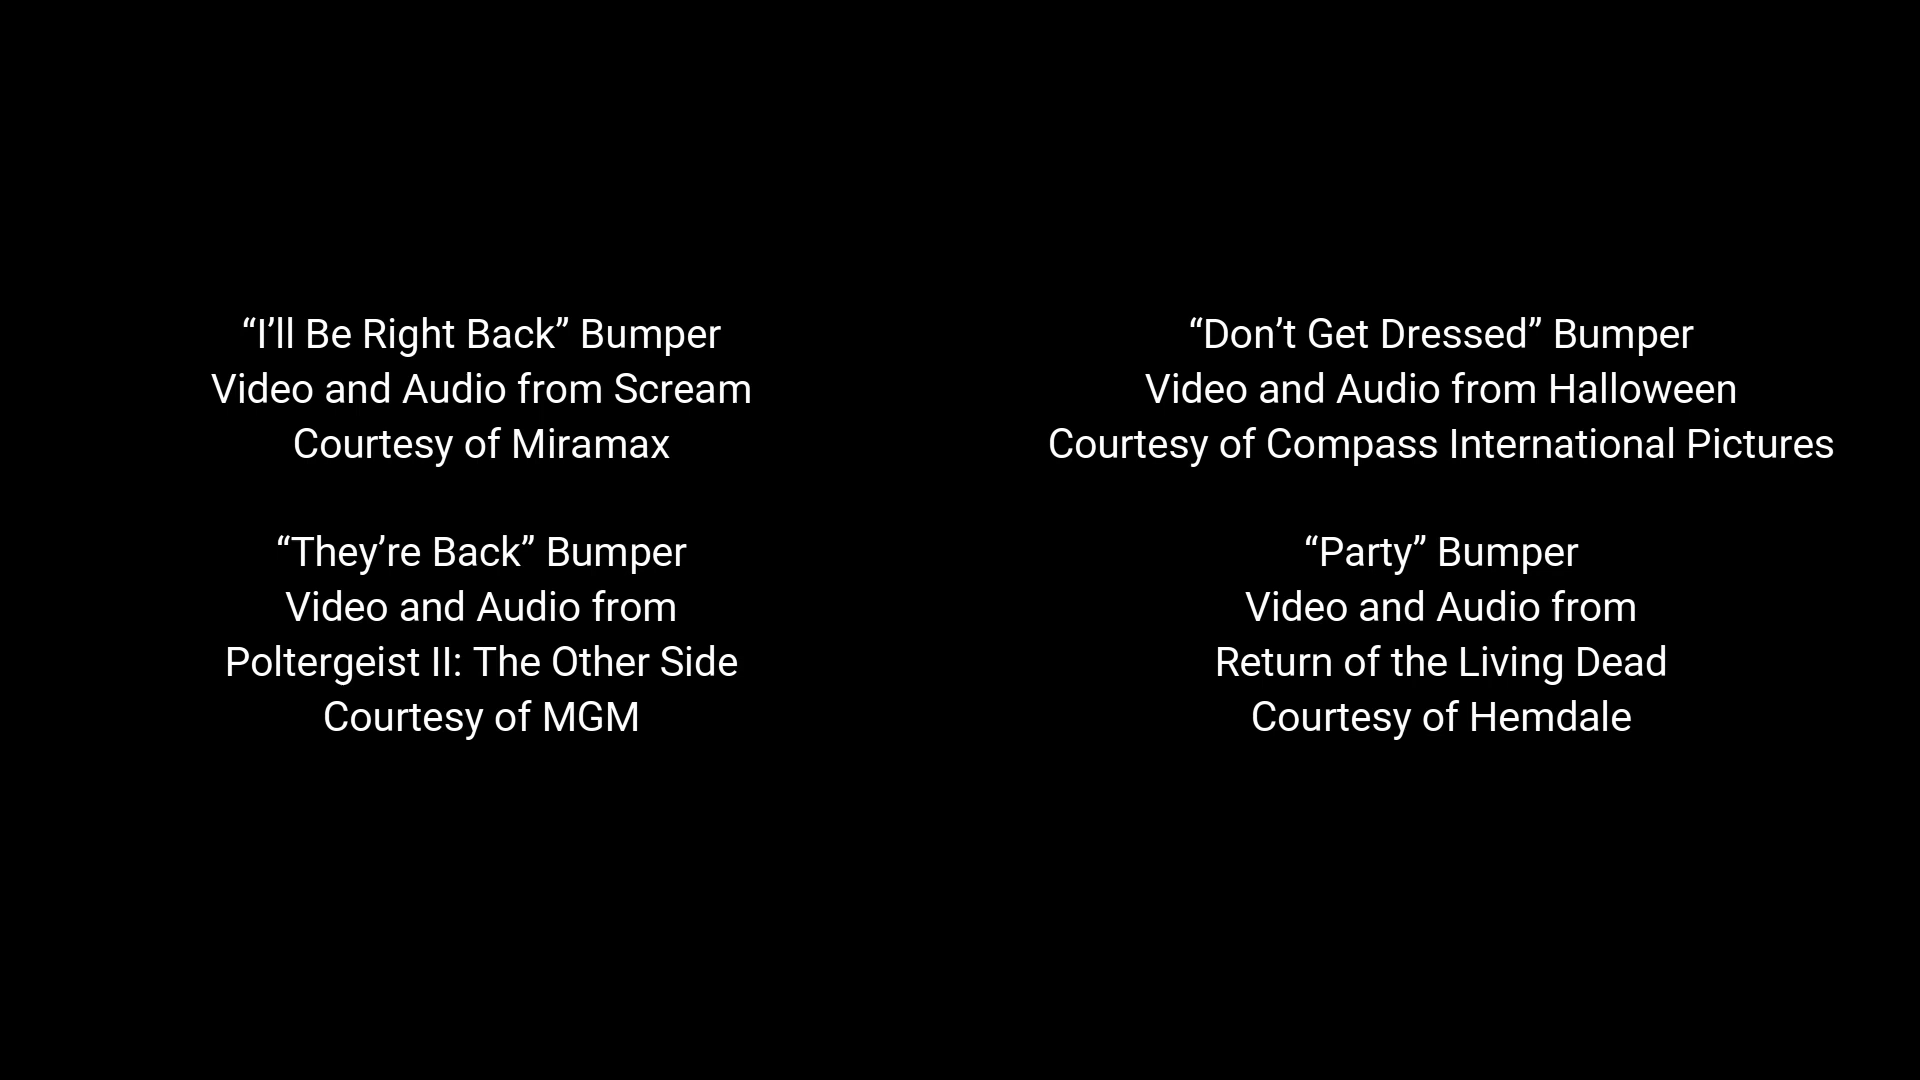 “I’ll Be Right Back” Bumper
Video and Audio from Scream
Courtesy of Miramax
“They’re Back” Bumper
Video and Audio from
Poltergeist II: The Other Side
Courtesy of MGM
“Don’t Get Dressed” Bumper
Video and Audio from Halloween
Courtesy of Compass International Pictures
“Party” Bumper
Video and Audio from
Return of the Living Dead
Courtesy of Hemdale